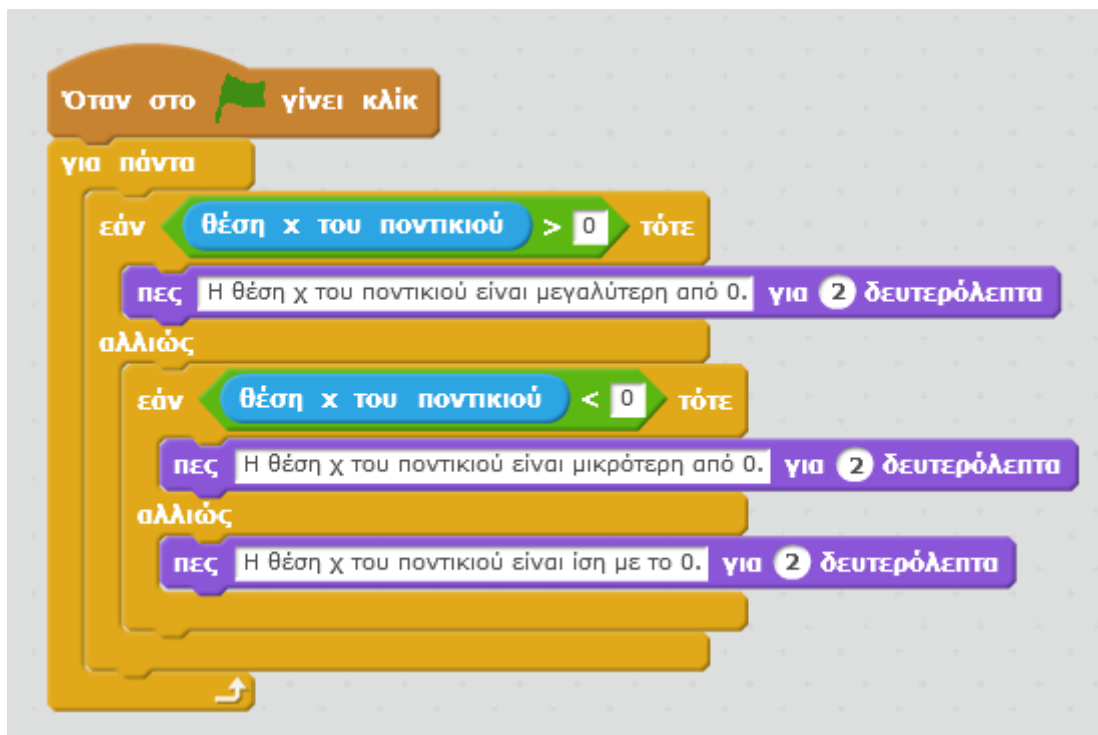 Όταν στο γίνει κλίκ
για πάντα
εάν θέση x του ποντικιού > 0 τότε
πες Η θέση χ του ποντικιού είναι μεγαλύτερη από 0. για 2 δευτερόλεπτα
αλλιώς
εάν θέση x του ποντικιού < 0 τότε
πες Η θέση χ του ποντικιού είναι μικρότερη από 0. για 2 δευτερόλεπτα
αλλιώς
πες Η θέση χ του ποντικιού είναι ίση με το 0. για 2 δευτερόλεπτα